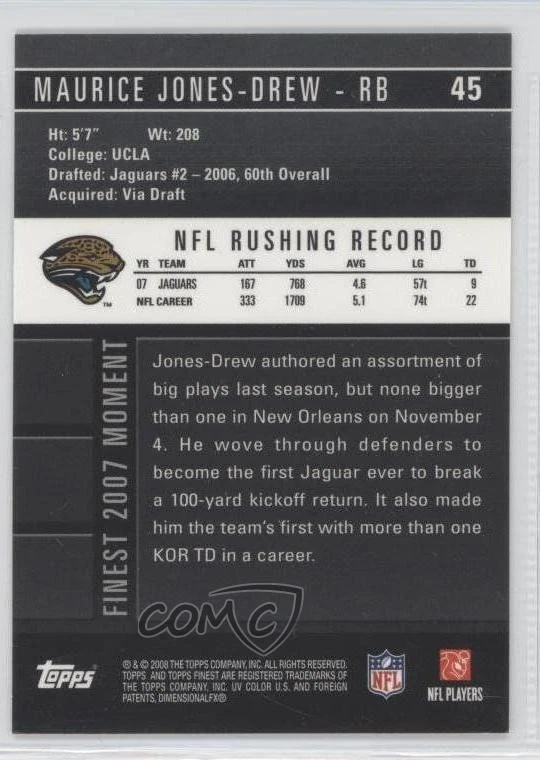 MAURICE JONES-DREW - RB 45
Ht: 5'7" Wt: 208
College: UCLA
Drafted: Jaguars #2 – 2006, 60th Overall
Acquired: Via Draft
NFL RUSHING RECORD
YR TEAM ATT YDS AVG LG TD
07 JAGUARS 167 768 4.6 57t 9
NFL CAREER 333 1709 5.1 74t 22
TM
FINEST 2007 MOMENT
Jones-Drew authored an assortment of
big plays last season, but none bigger
than one in New Orleans on November
4. He wove through defenders to
become the first Jaguar ever to break
a 100-yard kickoff return. It also made
him the team's first with more than one
KOR TD in a career.
COMC
Topps
® & © 2008 THE TOPPS COMPANY, INC. ALL RIGHTS RESERVED.
TOPPS AND TOPPS FINEST ARE REGISTERED TRADEMARKS OF
THE TOPPS COMPANY, INC. UV COLOR U.S. AND FOREIGN
PATENTS, DIMENSIONALFX®
NFL
NFL PLAYERS